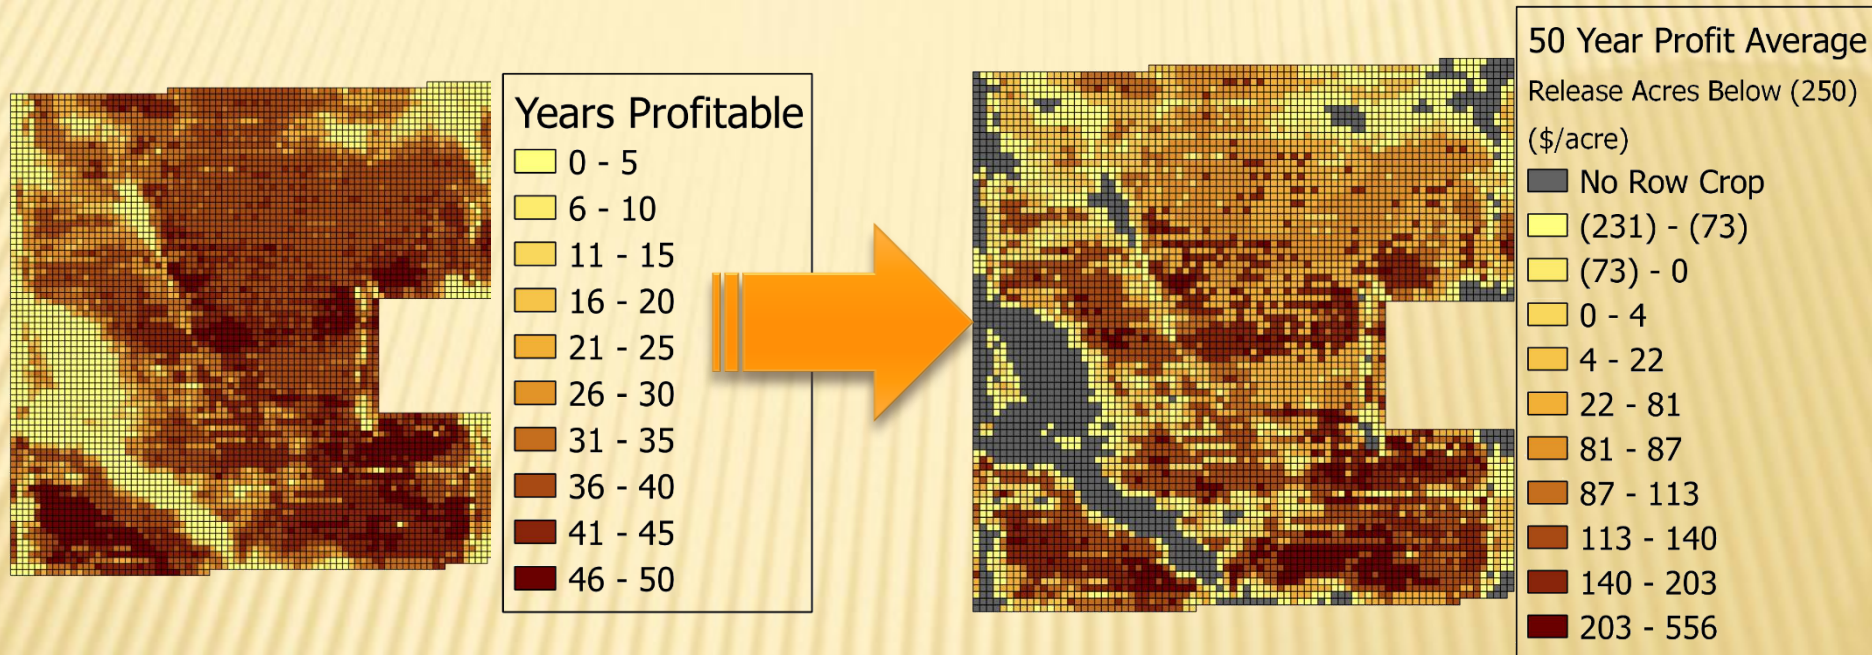 Years Profitable
0 - 5
6 - 10
11 - 15
16 - 20
21 - 25
26 - 30
31 - 35
36 - 40
41 - 45
46 - 50
50 Year Profit Average
Release Acres Below (250)
($/acre)
No Row Crop
(231) - (73)
(73) - 0
0 - 4
4 - 22
22 - 81
81 - 87
87 - 113
113 - 140
140 - 203
203 - 556